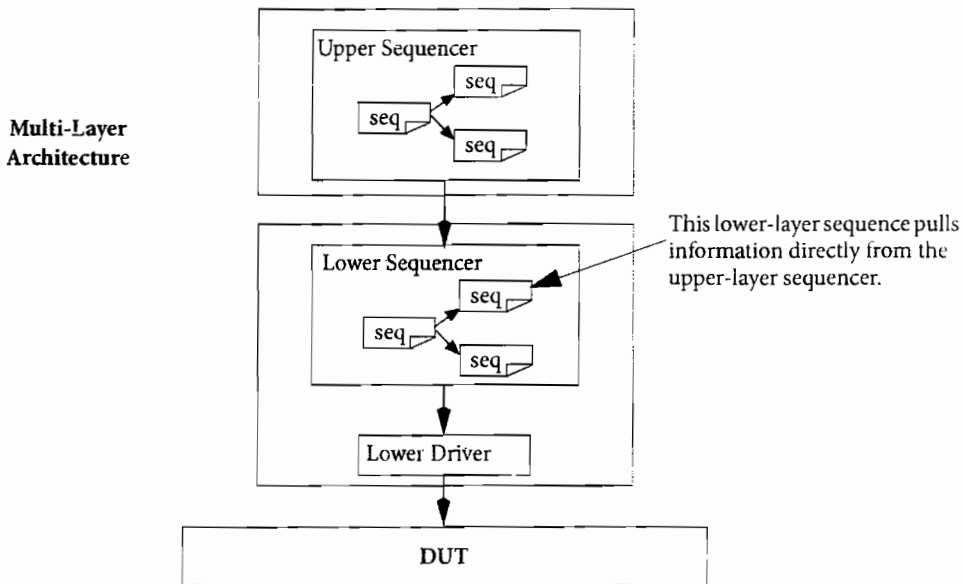 Upper Sequencer
seq
seq
seq
Multi-Layer
Architecture
This lower-layer sequence pulls
information directly from the
upper-layer sequencer.
Lower Sequencer
seq
seq
seq
Lower Driver
DUT